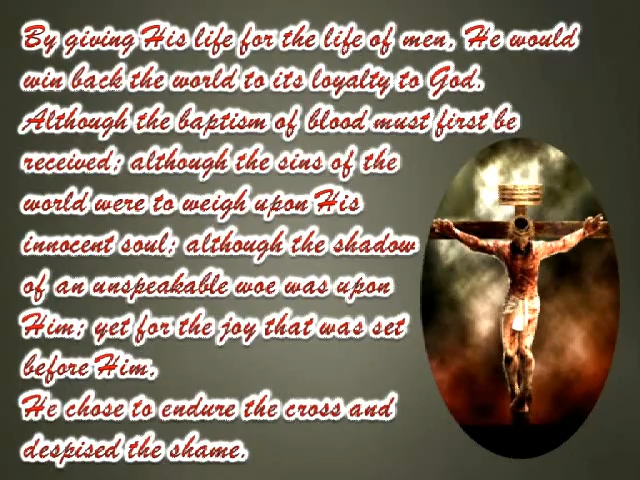 By giving His life for the life of men, He would
win back the world to its loyalty to God.
Although the baptism of blood must first be
received; although the sins of the
world were to weigh upon His
innocent soul; although the shadow
of an unspeakable woe was upon
Him; yet for the joy that was set
before Him,
He chose to endure the cross and
despised the shame.